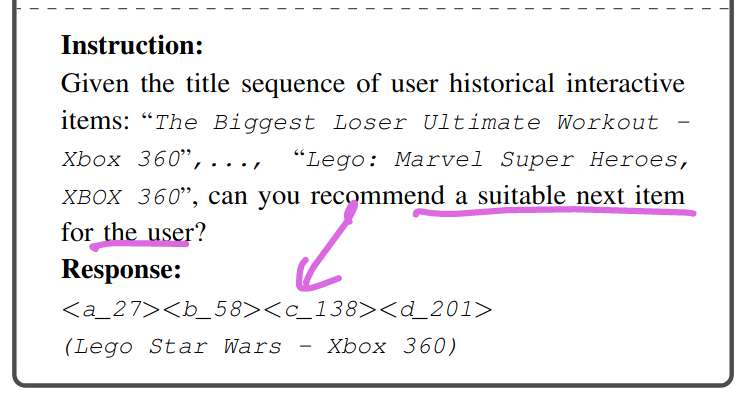 Instruction:
Given the title sequence of user historical interactive
items: “The Biggest Loser Ultimate Workout –
Xbox 360”,..., “Lego: Marvel Super Heroes,
XBOX 360”, can you recommend a suitable next item
for the user?
Response:
<a_27><b_58><c_138><d_201>
(Lego Star Wars – Xbox 360)